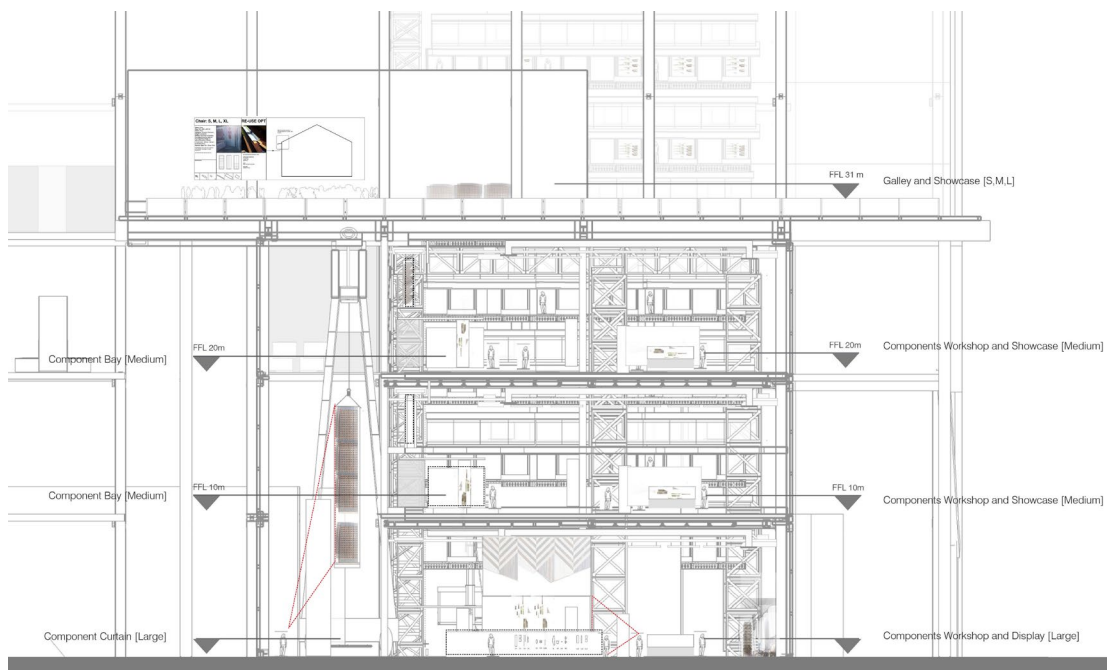 Chair: S, M, L, XL
RE-USE OPT
FFL 31 m
Galley and Showcase [S,M,L]
Component Bay [Medium]
FFL 20m
FFL 20m
Components Workshop and Showcase [Medium]
Component Bay [Medium]
FFL 10m
FFL 10m
Components Workshop and Showcase [Medium]
Component Curtain [Large]
Components Workshop and Display [Large]